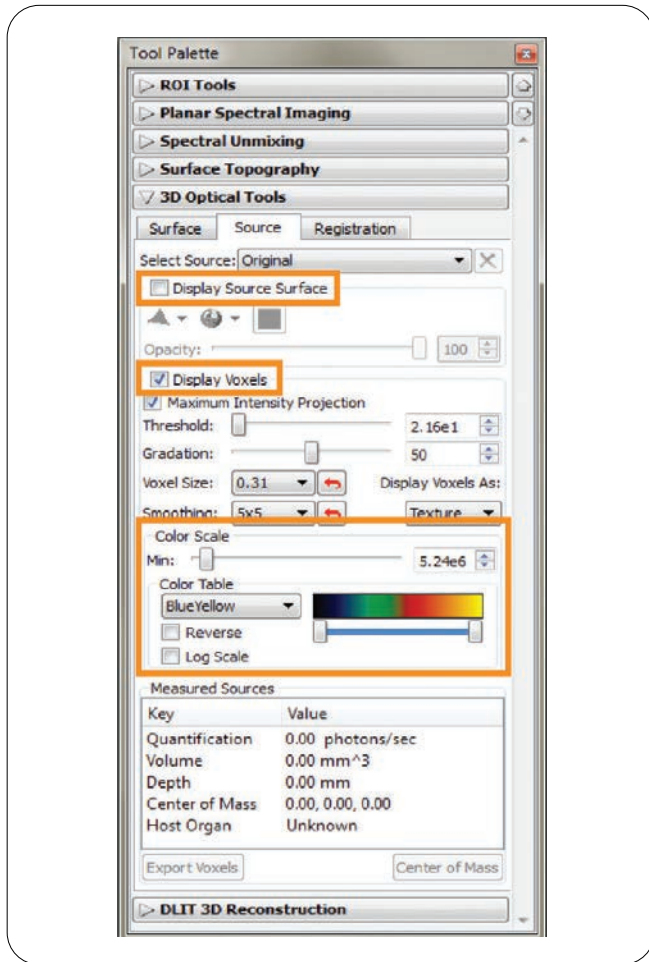 Tool Palette
ROI Tools
Planar Spectral Imaging
Spectral Unmixing
Surface Topography
3D Optical Tools
Surface Source Registration
Select Source: Original
Display Source Surface
Opacity: 100
Display Voxels
Maximum Intensity Projection
Threshold: 2.16e1
Gradation: 50
Voxel Size: 0.31 Display Voxels As:
Smoothing: 5x5 Texture
Color Scale
Min: 5.24e6
Color Table
BlueYellow
Reverse
Log Scale
Measured Sources
Key Value
Quantification 0.00 photons/sec
Volume 0.00 mm^3
Depth 0.00 mm
Center of Mass 0.00, 0.00, 0.00
Host Organ Unknown
Export Voxels Center of Mass
DLIT 3D Reconstruction